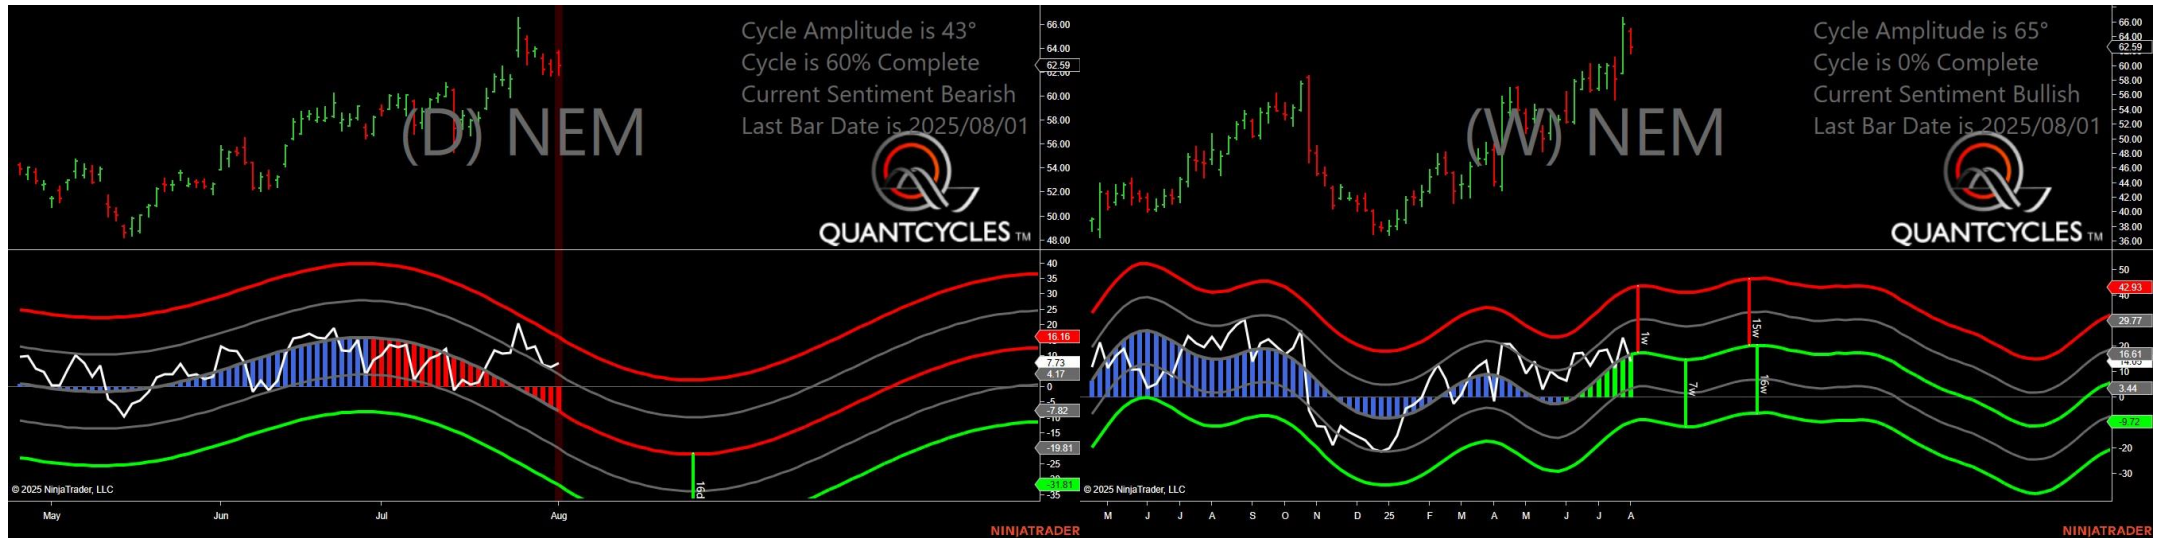 Cycle Amplitude is 43°
Cycle is 60% Complete
Current Sentiment Bearish
Last Bar Date is 2025/08/01
(D) NEM
QUANTCYCLES TM
66.00
64.00
62.59
62.00
60.00
58.00
56.00
54.00
52.00
50.00
48.00
40
35
30
25
20
16.16
7.73
4.17
0
-5
-7.82
-15
-19.81
-25
-31.81
-35
16d
© 2025 NinjaTrader, LLC
May Jun Jul Aug
NINJATRADER
Cycle Amplitude is 65°
Cycle is 0% Complete
Current Sentiment Bullish
Last Bar Date is 2025/08/01
(W) NEM
QUANTCYCLES TM
66.00
64.00
62.59
60.00
58.00
56.00
54.00
52.00
50.00
48.00
46.00
44.00
42.00
40.00
38.00
36.00
50
42.93
40
29.77
20
16.61
10
3.44
0
-9.72
-20
-30
1w
7w
15w
16w
© 2025 NinjaTrader, LLC
M J J A S O N D 25 F M A M J J A
NINJATRADER